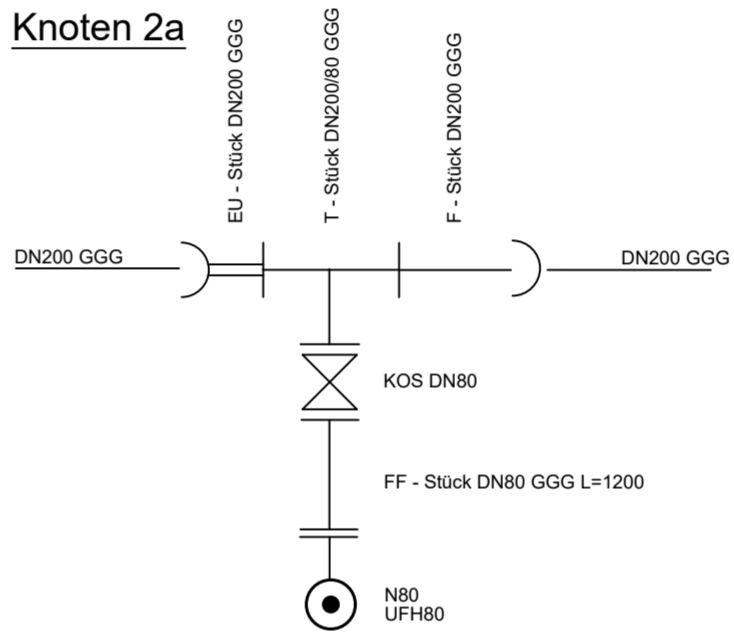 Knoten 2a
EU - Stück DN200 GGG
T - Stück DN200/80 GGG
F - Stück DN200 GGG
DN200 GGG
DN200 GGG
KOS DN80
FF - Stück DN80 GGG L=1200
N80
UFH80